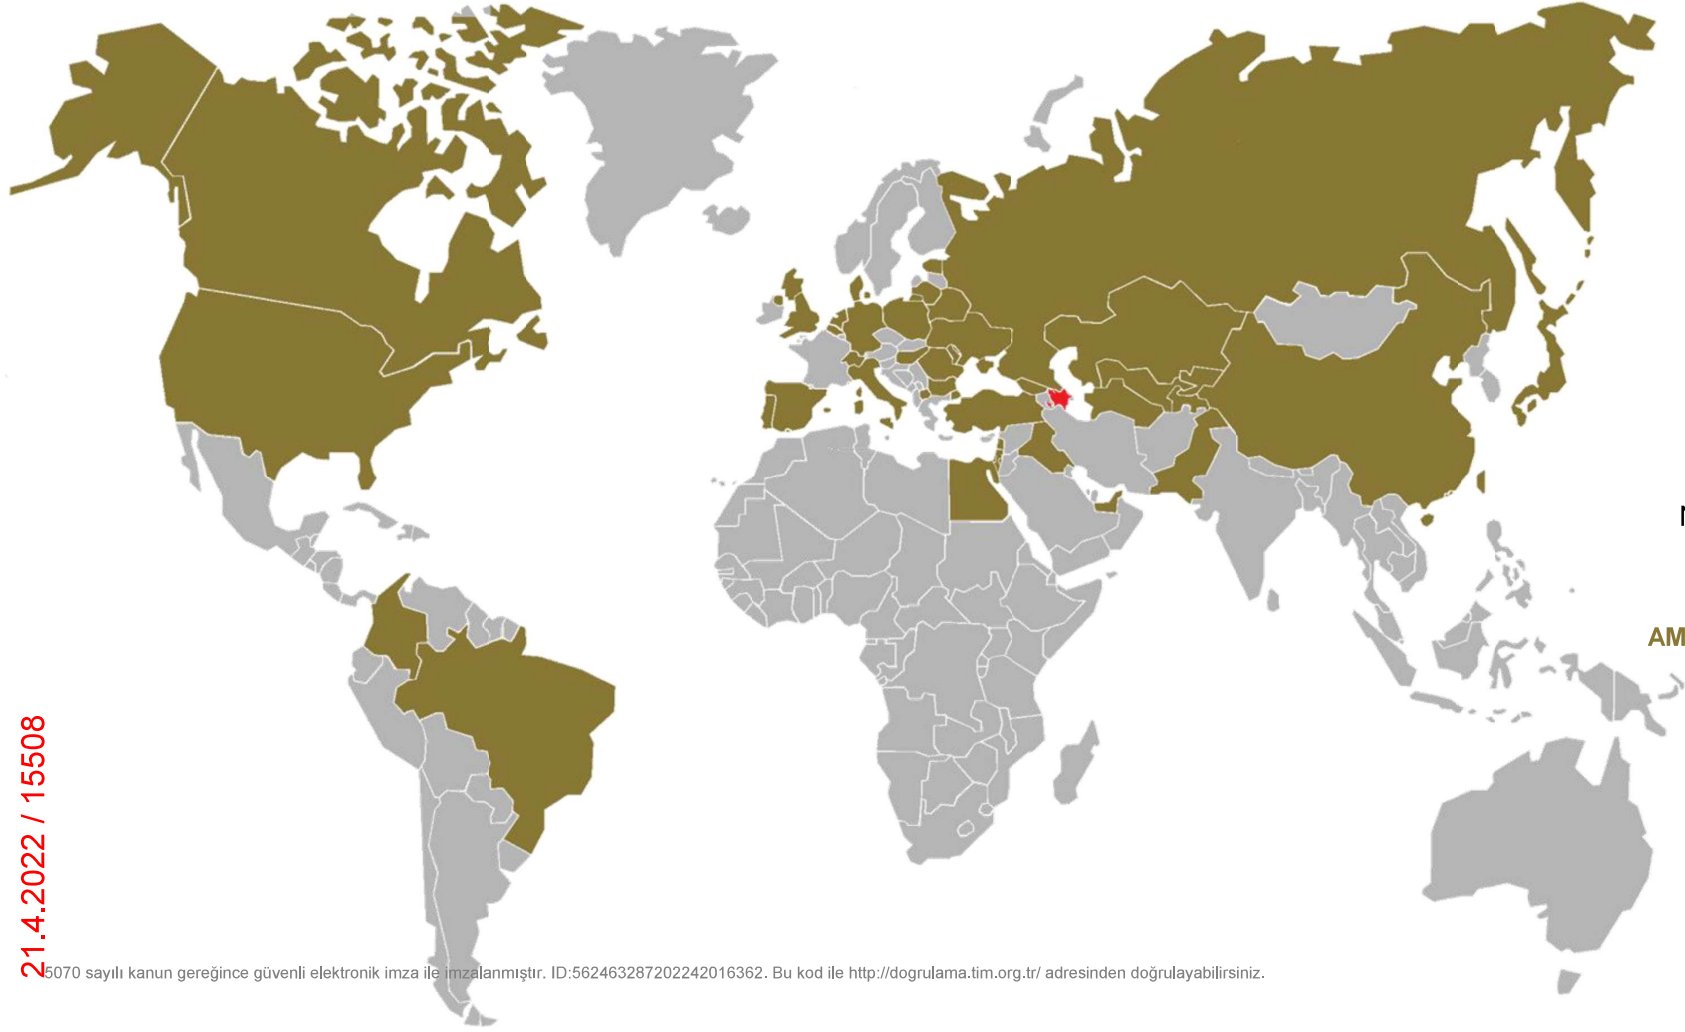 N
AM
21.4.2022 / 15508
5070 sayılı kanun gereğince güvenli elektronik imza ile imzalanmıştır. ID:562463287202242016362. Bu kod ile http://dogrulama.tim.org.tr/ adresinden doğrulayabilirsiniz.